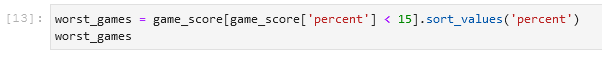 [13]: worst_games = game_score[game_score['percent'] < 15].sort_values('percent')
worst_games